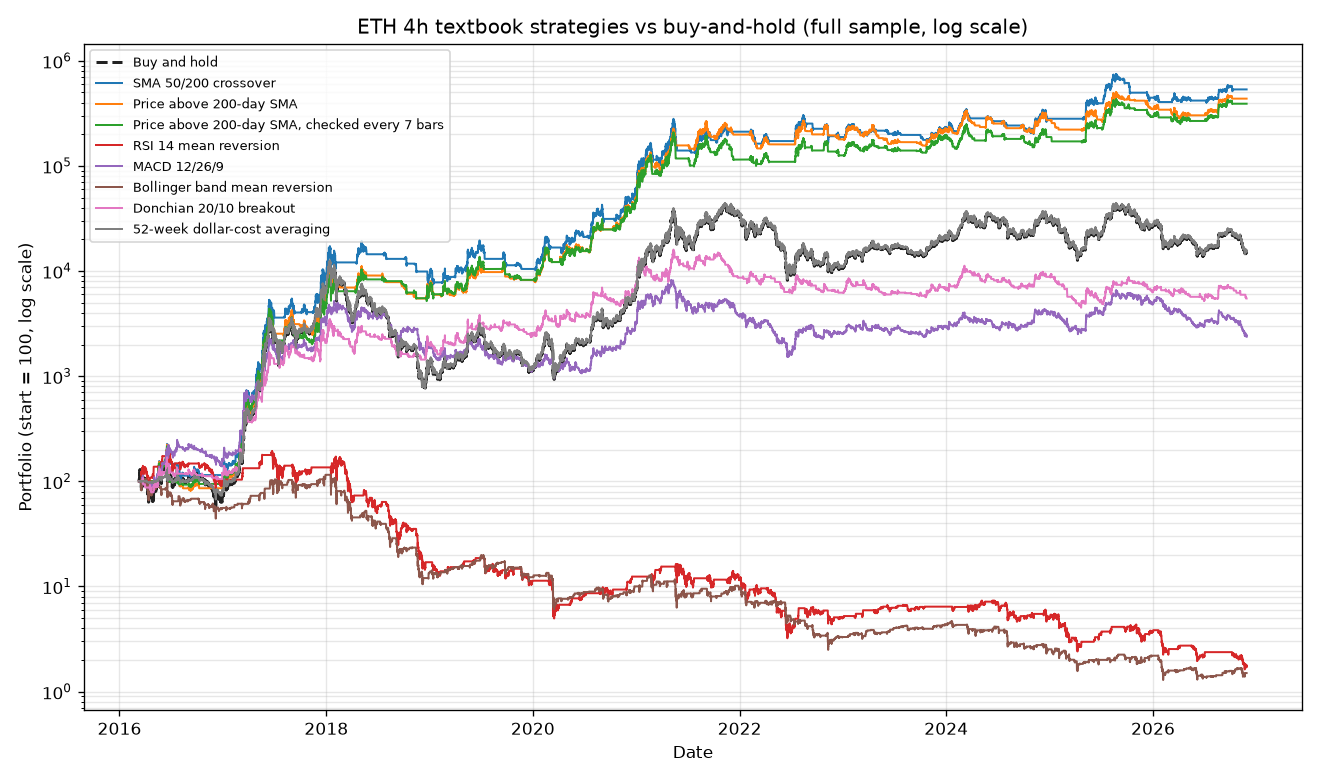 ETH 4h textbook strategies vs buy-and-hold (full sample, log scale)
Buy and hold
SMA 50/200 crossover
Price above 200-day SMA
Price above 200-day SMA, checked every 7 bars
RSI 14 mean reversion
MACD 12/26/9
Bollinger band mean reversion
Donchian 20/10 breakout
52-week dollar-cost averaging
Portfolio (start = 100, log scale)
10⁶
10⁵
10⁴
10³
10²
10¹
10⁰
2016 2018 2020 2022 2024 2026
Date